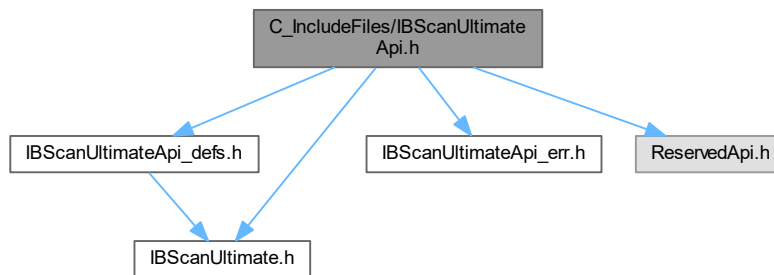 C_IncludeFiles/IBScanUltimate
Api.h
IBScanUltimateApi_defs.h
IBScanUltimateApi_err.h
ReservedApi.h
IBScanUltimate.h